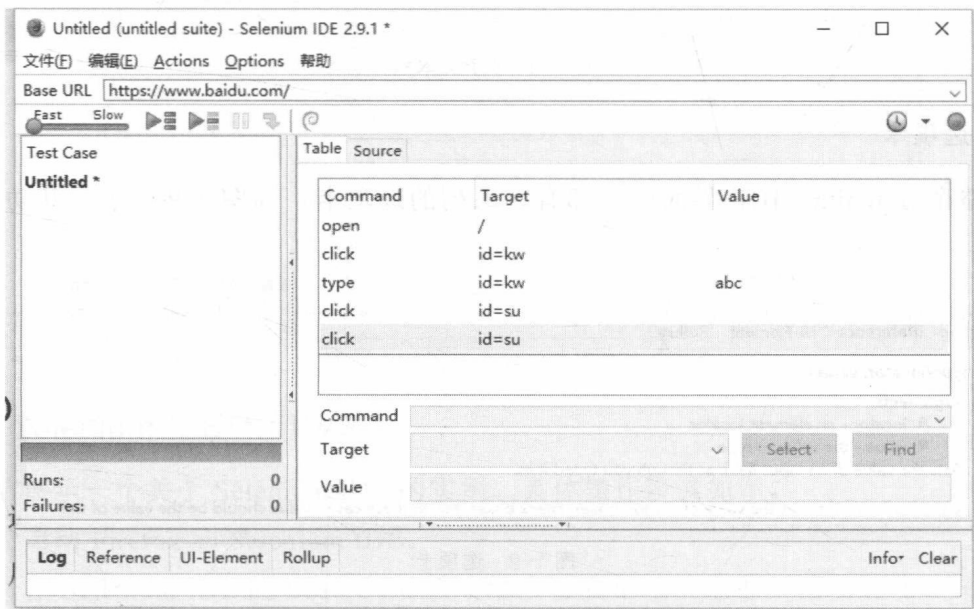 Untitled (untitled suite) - Selenium IDE 2.9.1 *
文件(F) 编辑(E) Actions Options 帮助
Base URL https://www.baidu.com/
Fast Slow
Test Case
Untitled *
Runs: 0
Failures: 0
Table Source
Command Target Value
open /
click id=kw
type id=kw abc
click id=su
click id=su
Command
Target Select Find
Value
Log Reference UI-Element Rollup Info Clear